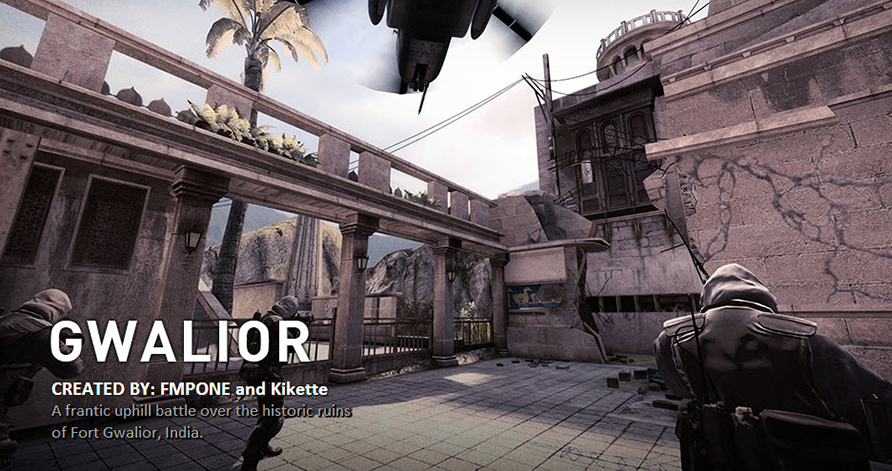 GWALIOR
CREATED BY: FMPONE and Kikette
A frantic uphill battle over the historic ruins
of Fort Gwalior, India.